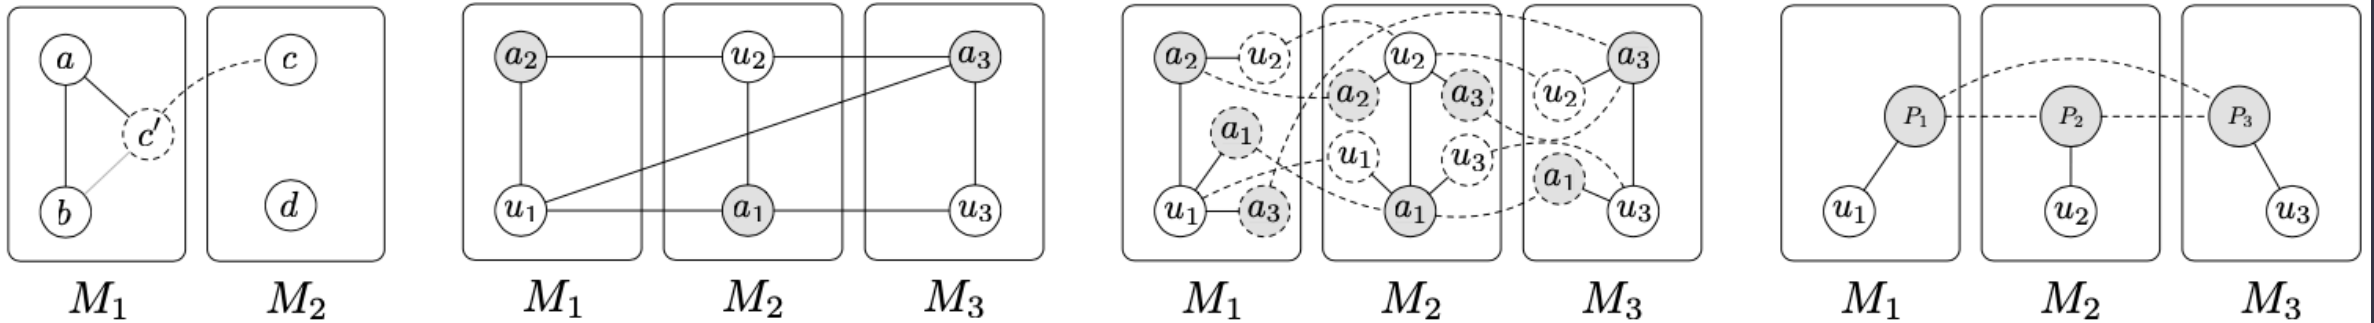 a c
c′
b d
M₁ M₂
a₂ u₂ a₃
u₁ a₁ u₃
M₁ M₂ M₃
a₂ u₂ u₂ a₃
a₂ a₃ u₂
a₁ u₁ u₃ a₁
u₁ a₃ a₁ u₃
M₁ M₂ M₃
P₁ P₂ P₃
u₁ u₂ u₃
M₁ M₂ M₃